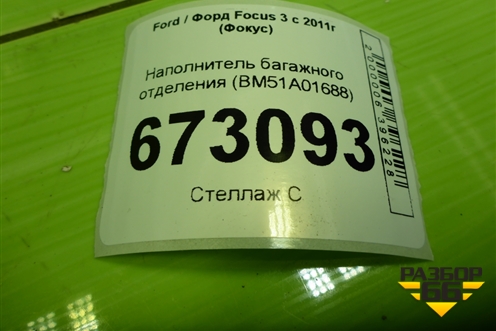 Ford / Форд Focus 3 с 2011г
(Фокус)
Наполнитель багажного
отделения (BM51A01688)
673093
Стеллаж С
2000006396228
РАЗБОР
66